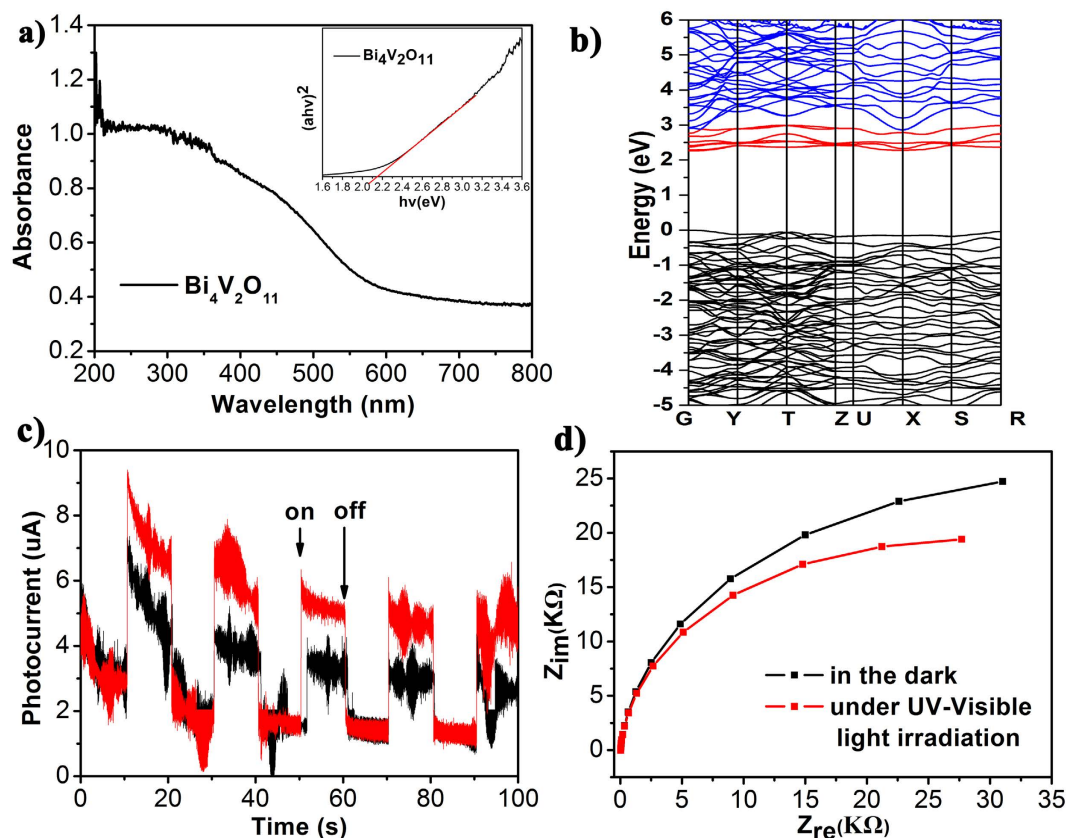 a)
1.4
1.2
1.0
0.8
0.6
0.4
0.2
Absorbance
200 300 400 500 600 700 800
Wavelength (nm)
Bi4V2O11
Bi4V2O11
(ahv)2
1.6 1.8 2.0 2.2 2.4 2.6 2.8 3.0 3.2 3.4 3.6
hv(eV)
b)
6
5
4
3
2
1
0
-1
-2
-3
-4
-5
Energy (eV)
G Y T Z U X S R
c)
10
8
6
4
2
0
Photocurrent (uA)
on off
0 20 40 60 80 100
Time (s)
d)
25
20
15
10
5
0
Zim(KΩ)
in the dark
under UV-Visible
light irradiation
0 5 10 15 20 25 30 35
Zre(KΩ)